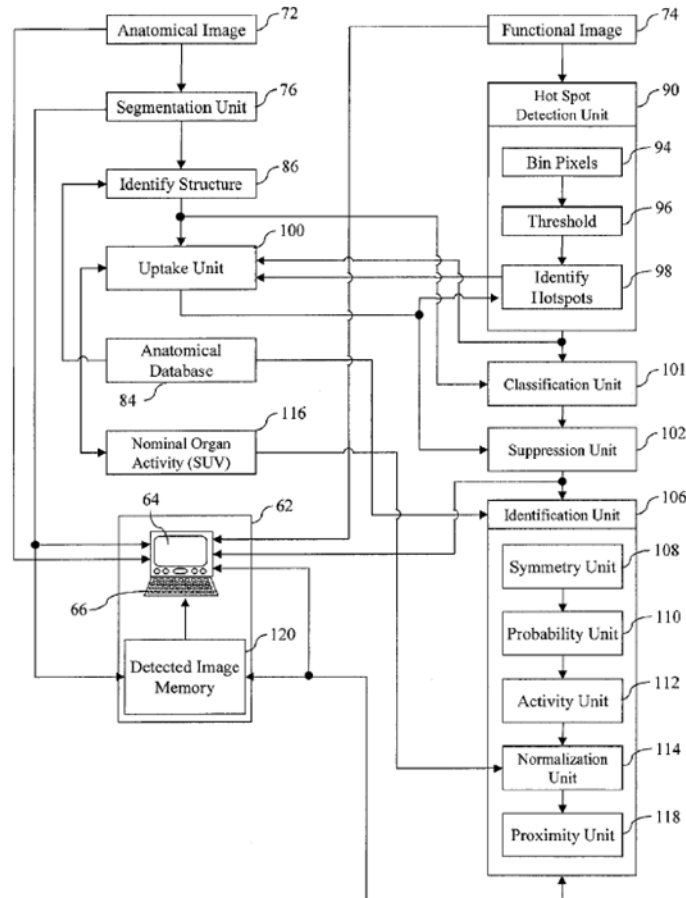 Anatomical Image
72
Functional Image
74
Segmentation Unit
76
Hot Spot
Detection Unit
90
Bin Pixels
94
Identify Structure
86
Threshold
96
Uptake Unit
100
Identify
Hotspots
98
Anatomical
Database
84
Classification Unit
101
Nominal Organ
Activity (SUV)
116
Suppression Unit
102
64
62
Identification Unit
106
66
Symmetry Unit
108
Probability Unit
110
Detected Image
Memory
120
Activity Unit
112
Normalization
Unit
114
Proximity Unit
118